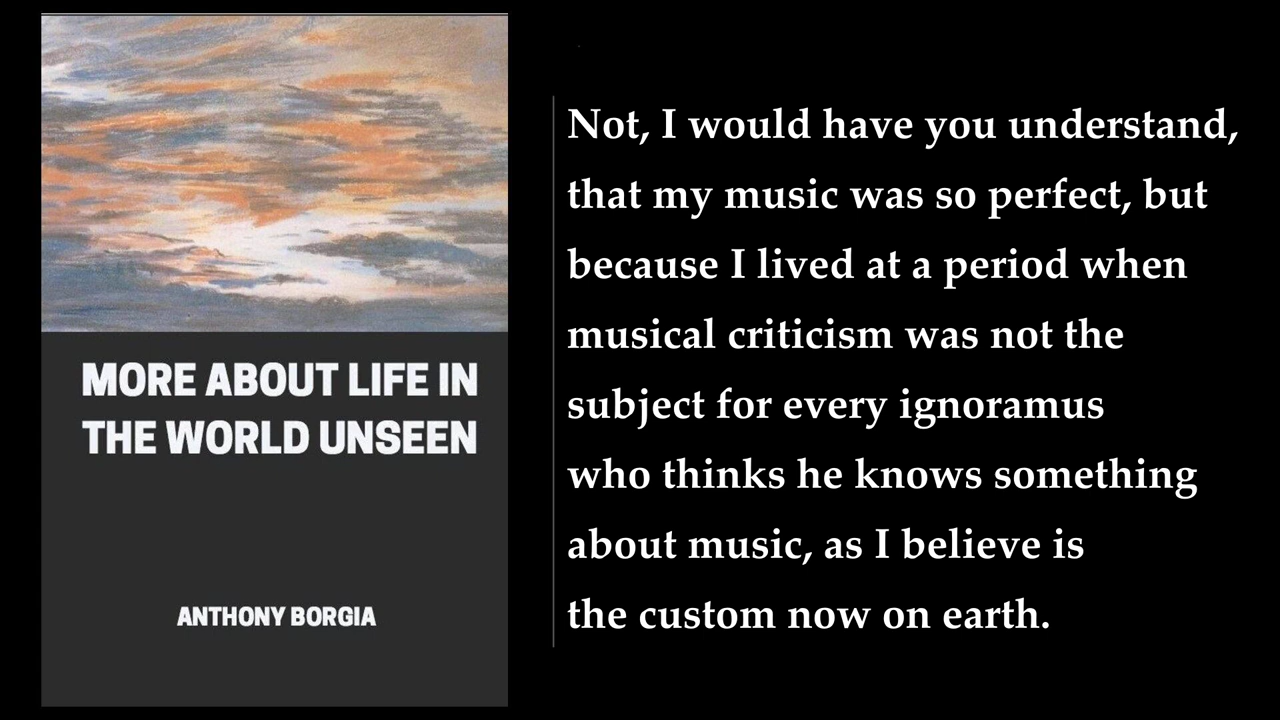 MORE ABOUT LIFE IN
THE WORLD UNSEEN
ANTHONY BORGIA
Not, I would have you understand,
that my music was so perfect, but
because I lived at a period when
musical criticism was not the
subject for every ignoramus
who thinks he knows something
about music, as I believe is
the custom now on earth.